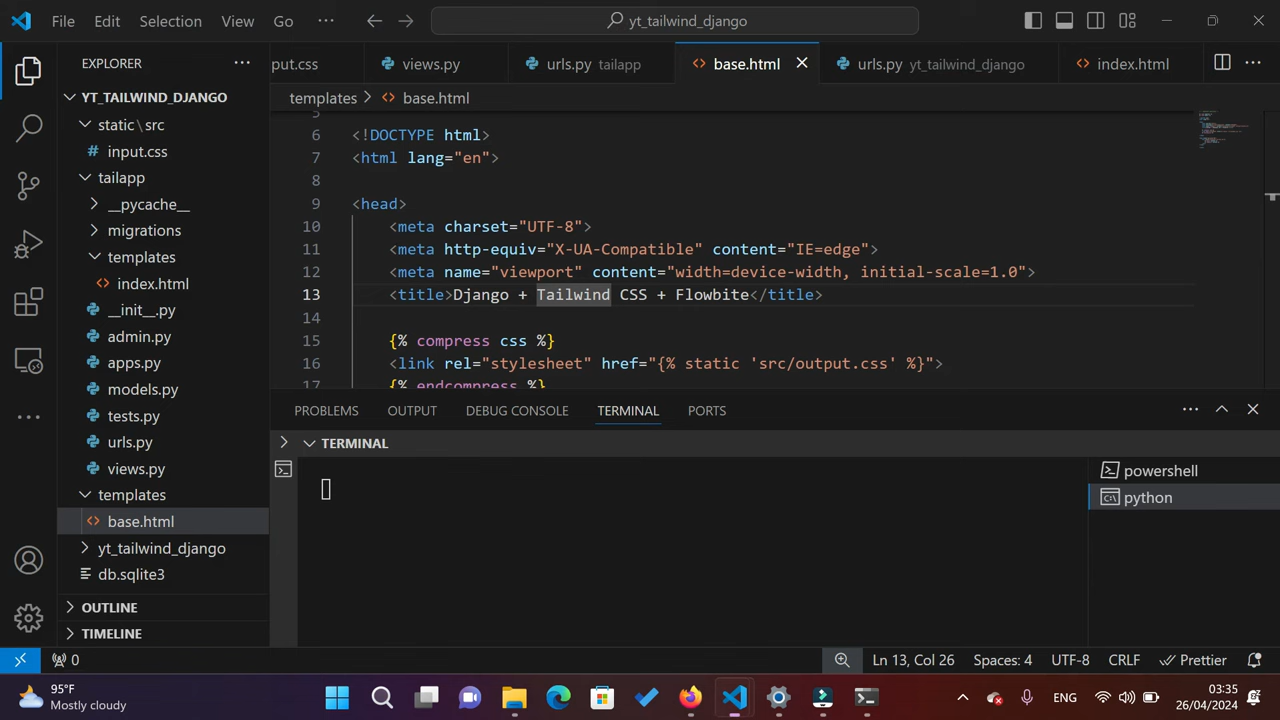 File Edit Selection View Go ··· yt_tailwind_django
EXPLORER
put.css views.py urls.py tailapp base.html urls.py yt_tailwind_django index.html
YT_TAILWIND_DJANGO
templates > base.html
static\src
input.css
tailapp
__pycache__
migrations
templates
index.html
__init__.py
admin.py
apps.py
models.py
tests.py
urls.py
views.py
templates
base.html
yt_tailwind_django
db.sqlite3
OUTLINE
TIMELINE
5
6 <!DOCTYPE html>
7 <html lang="en">
8
9 <head>
10 <meta charset="UTF-8">
11 <meta http-equiv="X-UA-Compatible" content="IE=edge">
12 <meta name="viewport" content="width=device-width, initial-scale=1.0">
13 <title>Django + Tailwind CSS + Flowbite</title>
14
15 {% compress css %}
16 <link rel="stylesheet" href="{% static 'src/output.css' %}">
17 {% endcompress %}
PROBLEMS OUTPUT DEBUG CONSOLE TERMINAL PORTS
TERMINAL
powershell
python
0 Ln 13, Col 26 Spaces: 4 UTF-8 CRLF Prettier
95°F
Mostly cloudy
ENG
03:35
26/04/2024